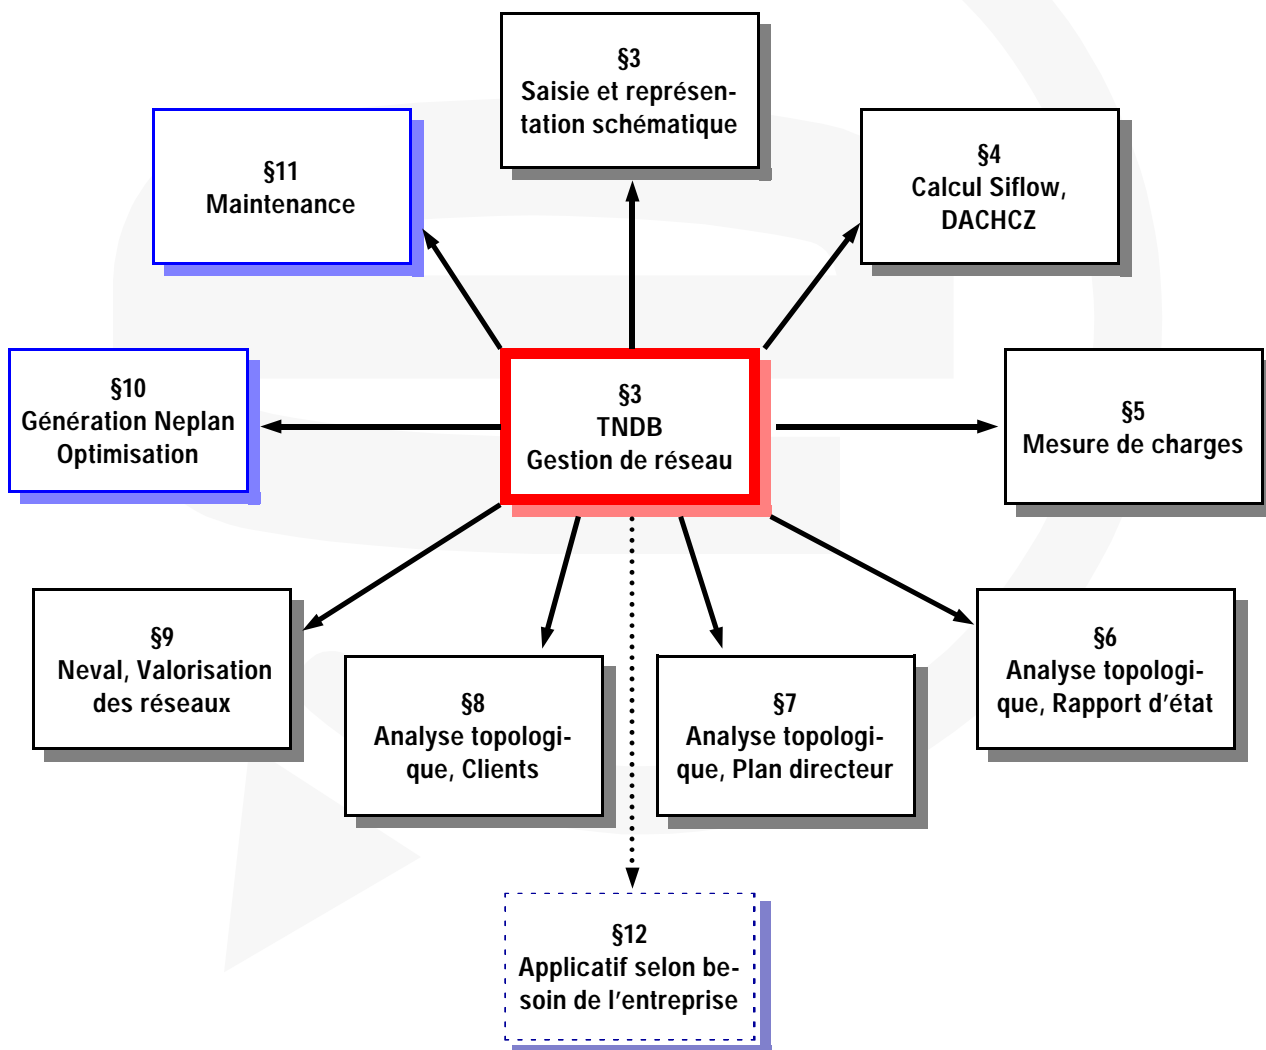 §3
Saisie et représen-
tation schématique
§11
Maintenance
§4
Calcul Siflow,
DACHCZ
§10
Génération Neplan
Optimisation
§3
TNDB
Gestion de réseau
§5
Mesure de charges
§9
Neval, Valorisation
des réseaux
§8
Analyse topologi-
que, Clients
§7
Analyse topologi-
que, Plan directeur
§6
Analyse topologi-
que, Rapport d'état
§12
Applicatif selon be-
soin de l'entreprise